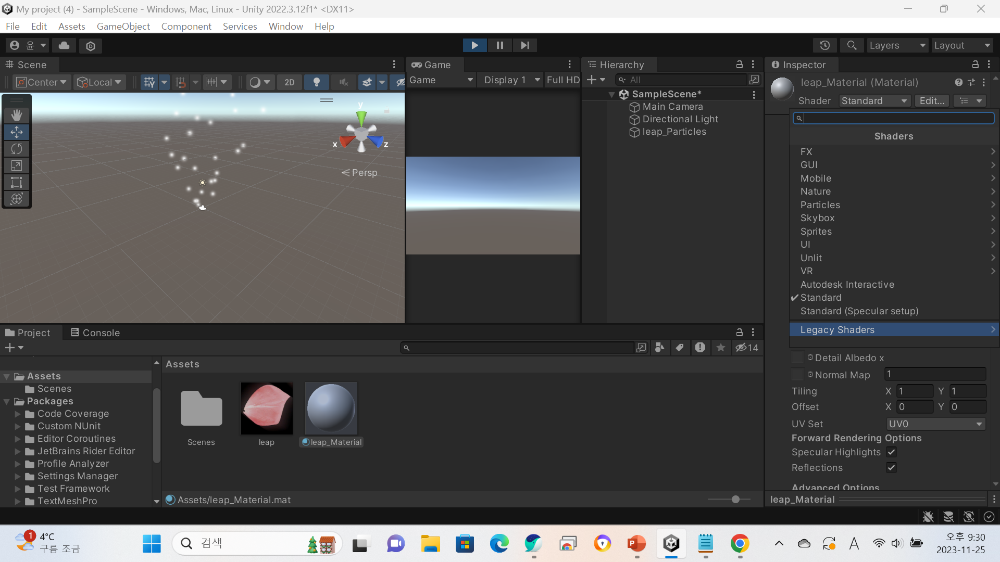 My project (4) - SampleScene - Windows, Mac, Linux - Unity 2022.3.12f1* <DX11>
File Edit Assets GameObject Component Services Window Help
윤 Layers Layout
Scene
Center Local 2D
y
x z
Persp
Game
Game Display 1 Full HD
Hierarchy
All
SampleScene*
Main Camera
Directional Light
leap_Particles
Inspector
leap_Material (Material)
Shader Standard Edit...
Shaders
FX
GUI
Mobile
Nature
Particles
Skybox
Sprites
UI
Unlit
VR
Autodesk Interactive
Standard
Standard (Specular setup)
Legacy Shaders
Detail Albedo x
Normal Map 1
Tiling X 1 Y 1
Offset X 0 Y 0
UV Set UV0
Forward Rendering Options
Specular Highlights
Reflections
Advanced Options
leap_Material
Project Console
14
Assets
Scenes
Packages
Code Coverage
Custom NUnit
Editor Coroutines
JetBrains Rider Editor
Profile Analyzer
Settings Manager
Test Framework
TextMeshPro
Assets
Scenes leap leap_Material
Assets/leap_Material.mat
1 4°C
구름 조금
검색
P
A
오후 9:30
2023-11-25